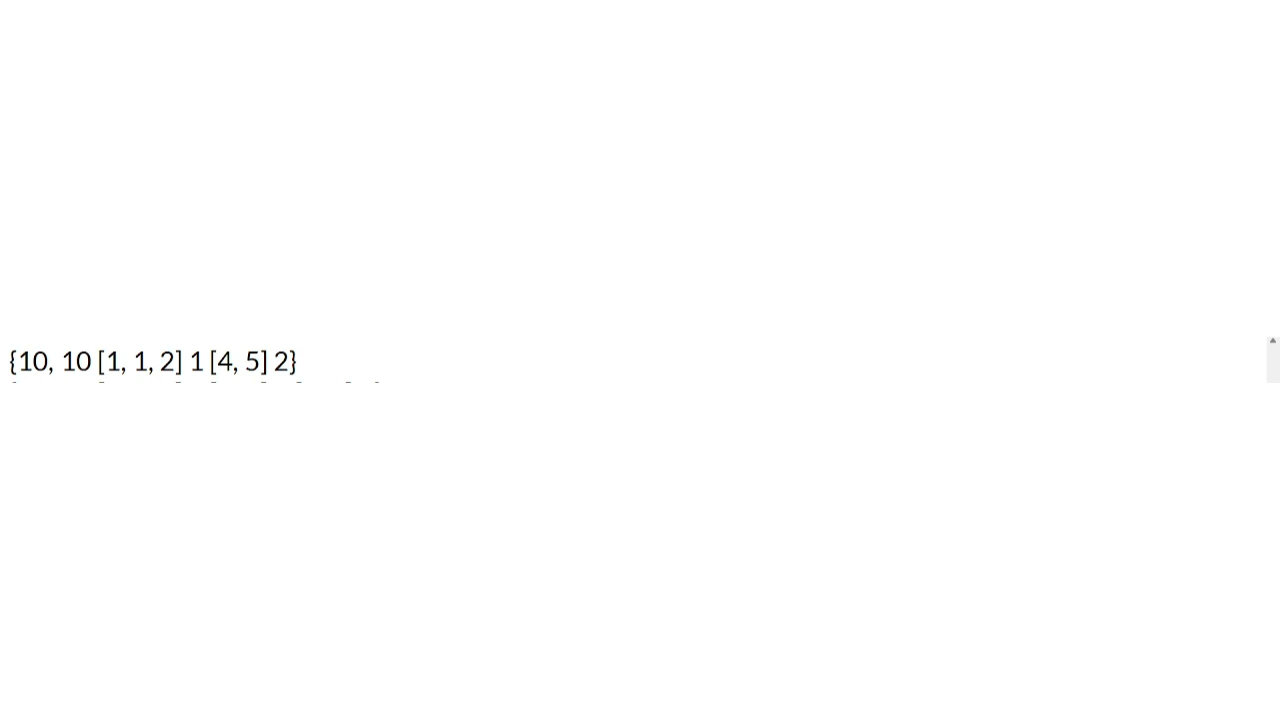 {10, 10 [1, 1, 2] 1 [4, 5] 2}